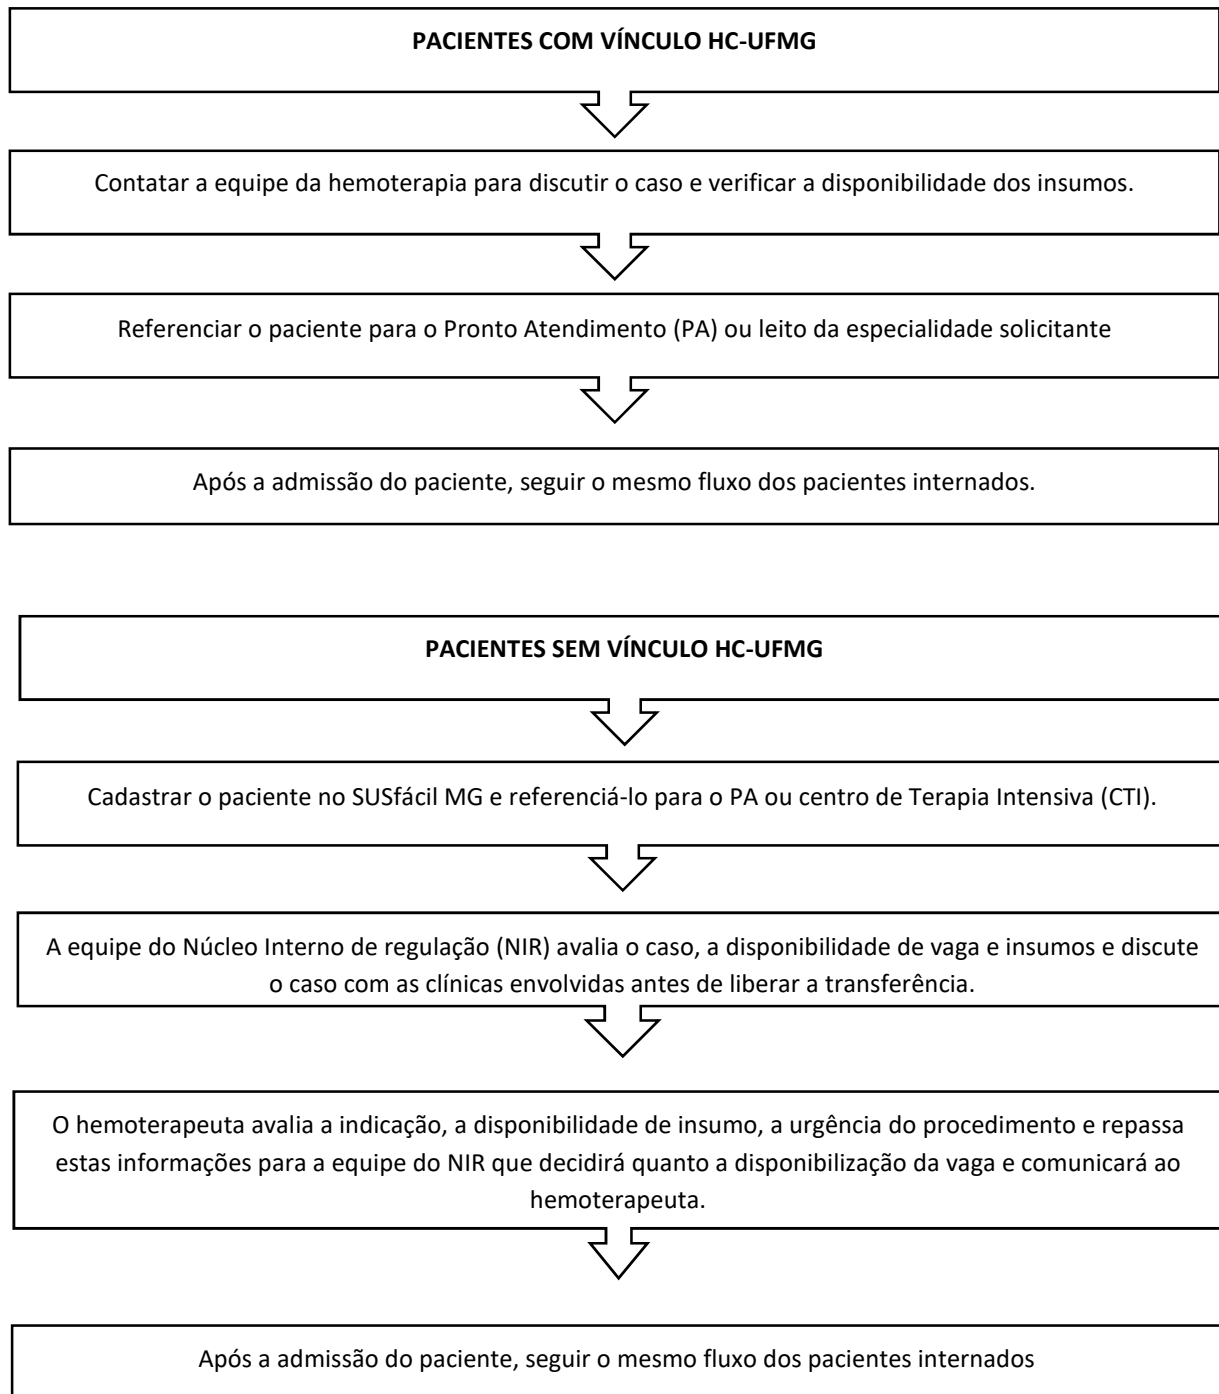 PACIENTES COM VÍNCULO HC-UFMG
Contatar a equipe da hemoterapia para discutir o caso e verificar a disponibilidade dos insumos.
Referenciar o paciente para o Pronto Atendimento (PA) ou leito da especialidade solicitante
Após a admissão do paciente, seguir o mesmo fluxo dos pacientes internados.
PACIENTES SEM VÍNCULO HC-UFMG
Cadastrar o paciente no SUSfácil MG e referenciá-lo para o PA ou centro de Terapia Intensiva (CTI).
A equipe do Núcleo Interno de regulação (NIR) avalia o caso, a disponibilidade de vaga e insumos e discute
o caso com as clínicas envolvidas antes de liberar a transferência.
O hemoterapeuta avalia a indicação, a disponibilidade de insumo, a urgência do procedimento e repassa
estas informações para a equipe do NIR que decidirá quanto a disponibilização da vaga e comunicará ao
hemoterapeuta.
Após a admissão do paciente, seguir o mesmo fluxo dos pacientes internados